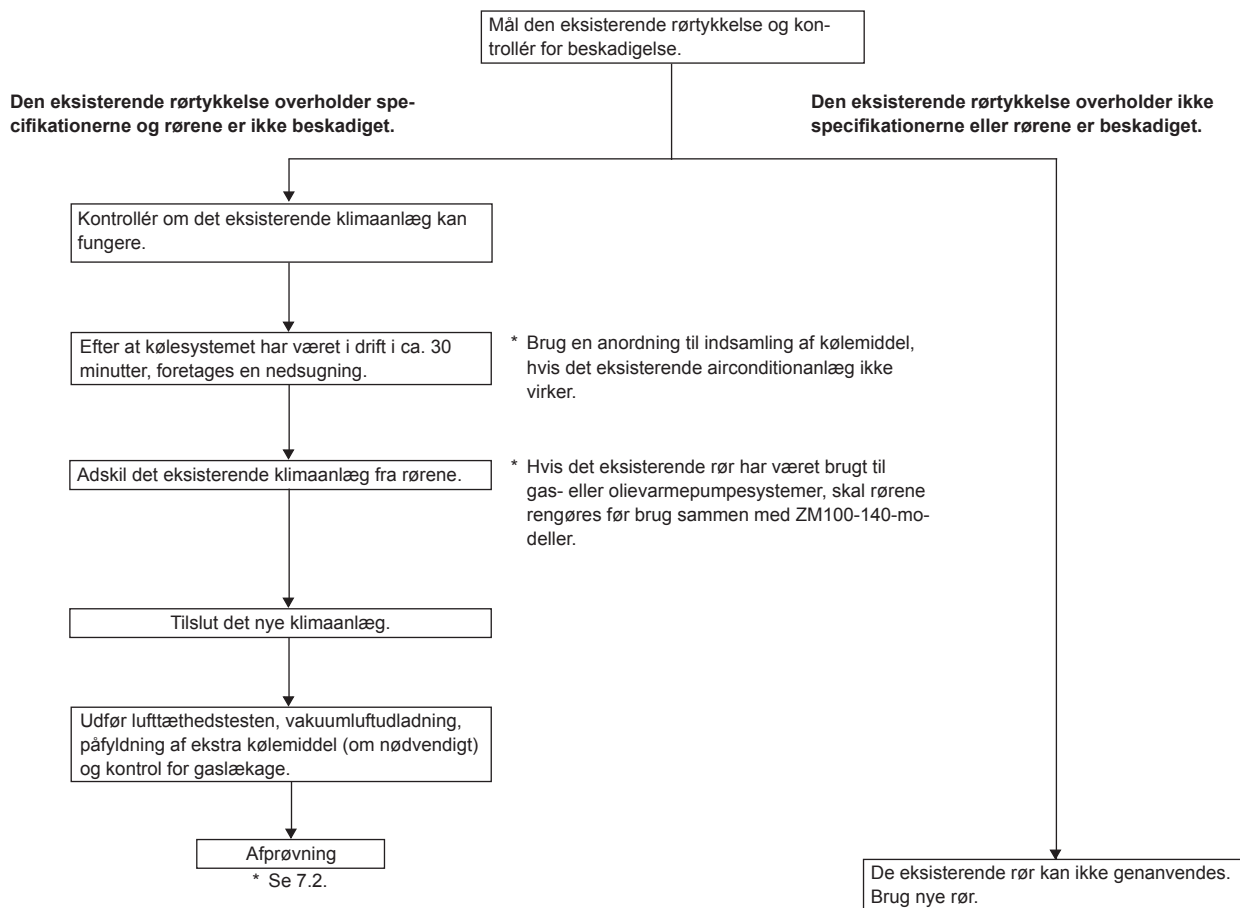 Mål den eksisterende rørtykkelse og kon-
trollér for beskadigelse.
Den eksisterende rørtykkelse overholder spe-
cifikationerne og rørene er ikke beskadiget.
Den eksisterende rørtykkelse overholder ikke
specifikationerne eller rørene er beskadiget.
Kontrollér om det eksisterende klimaanlæg kan
fungere.
Efter at kølesystemet har været i drift i ca. 30
minutter, foretages en nedsugning.
* Brug en anordning til indsamling af kølemiddel,
hvis det eksisterende airconditionanlæg ikke
virker.
Adskil det eksisterende klimaanlæg fra rørene.
* Hvis det eksisterende rør har været brugt til
gas- eller olievarmepumpesystemer, skal rørene
rengøres før brug sammen med ZM100-140-mo-
deller.
Tilslut det nye klimaanlæg.
Udfør lufttæthedstesten, vakuumluftudladning,
påfyldning af ekstra kølemiddel (om nødvendigt)
og kontrol for gaslækage.
Afprøvning
* Se 7.2.
De eksisterende rør kan ikke genanvendes.
Brug nye rør.